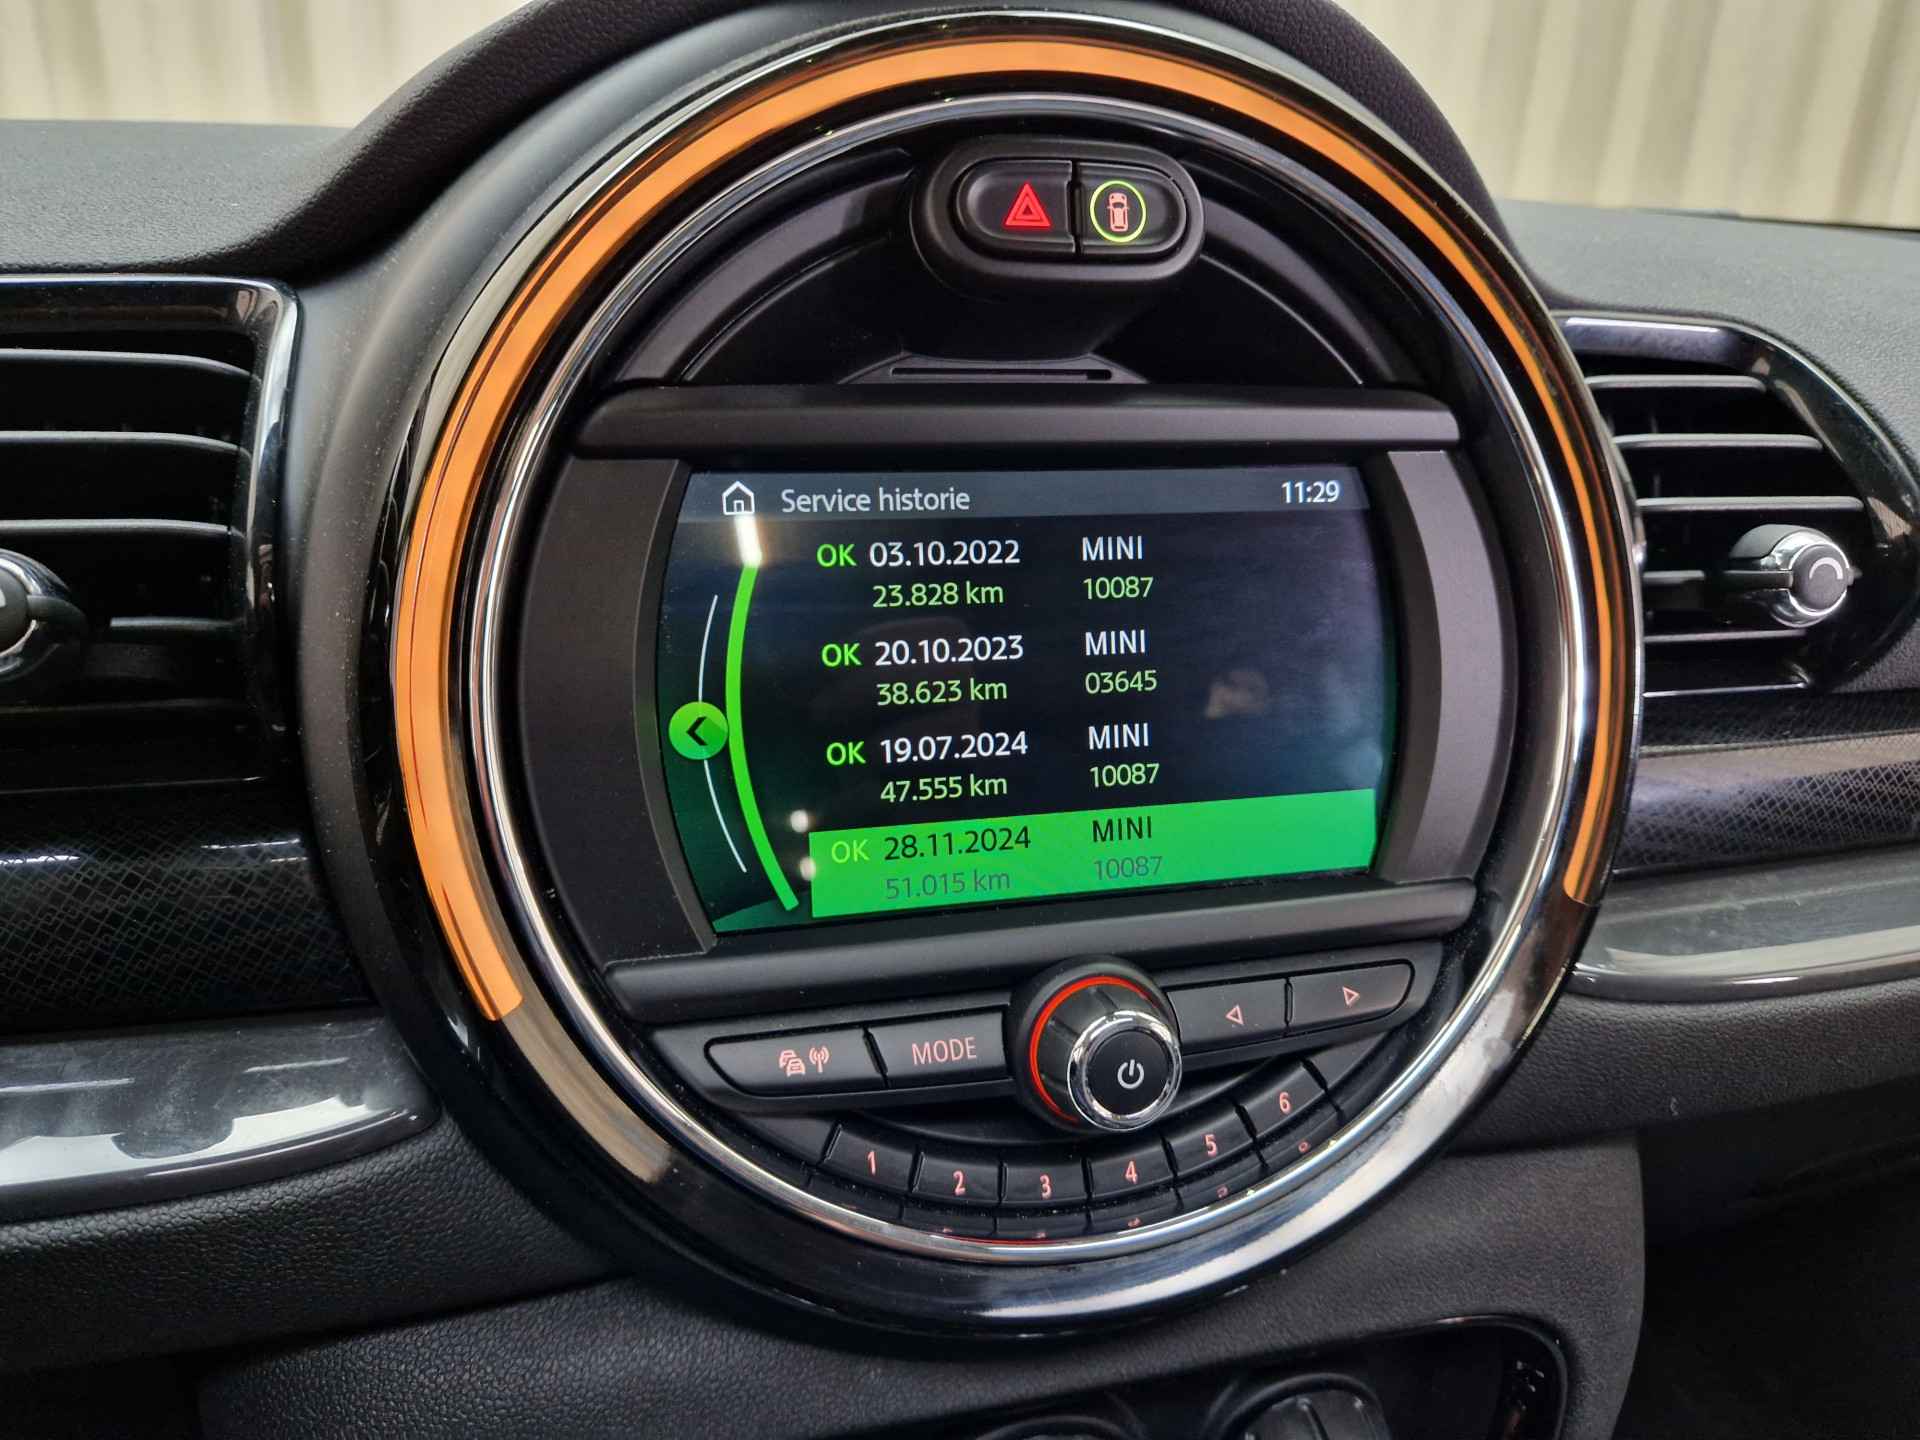 Service historie 11:29
OK 03.10.2022 MINI
23.828 km 10087
OK 20.10.2023 MINI
38.623 km 03645
OK 19.07.2024 MINI
47.555 km 10087
OK 28.11.2024 MINI
51.015 km 10087
MODE
1 2 3 4 5 6